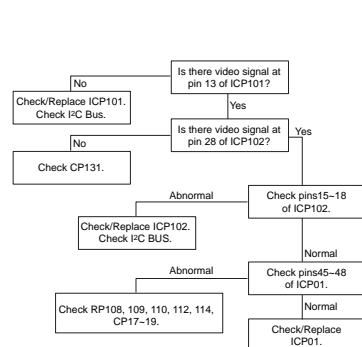 Is there video signal at
pin 13 of ICP101?
No
Check/Replace ICP101.
Check I²C Bus.
Yes
Is there video signal at
pin 28 of ICP102?
Yes
No
Check CP131.
Abnormal
Check pins15~18
of ICP102.
Check/Replace ICP102.
Check I²C BUS.
Normal
Abnormal
Check pins45~48
of ICP01.
Check RP108, 109, 110, 112, 114,
CP17~19.
Normal
Check/Replace
ICP01.